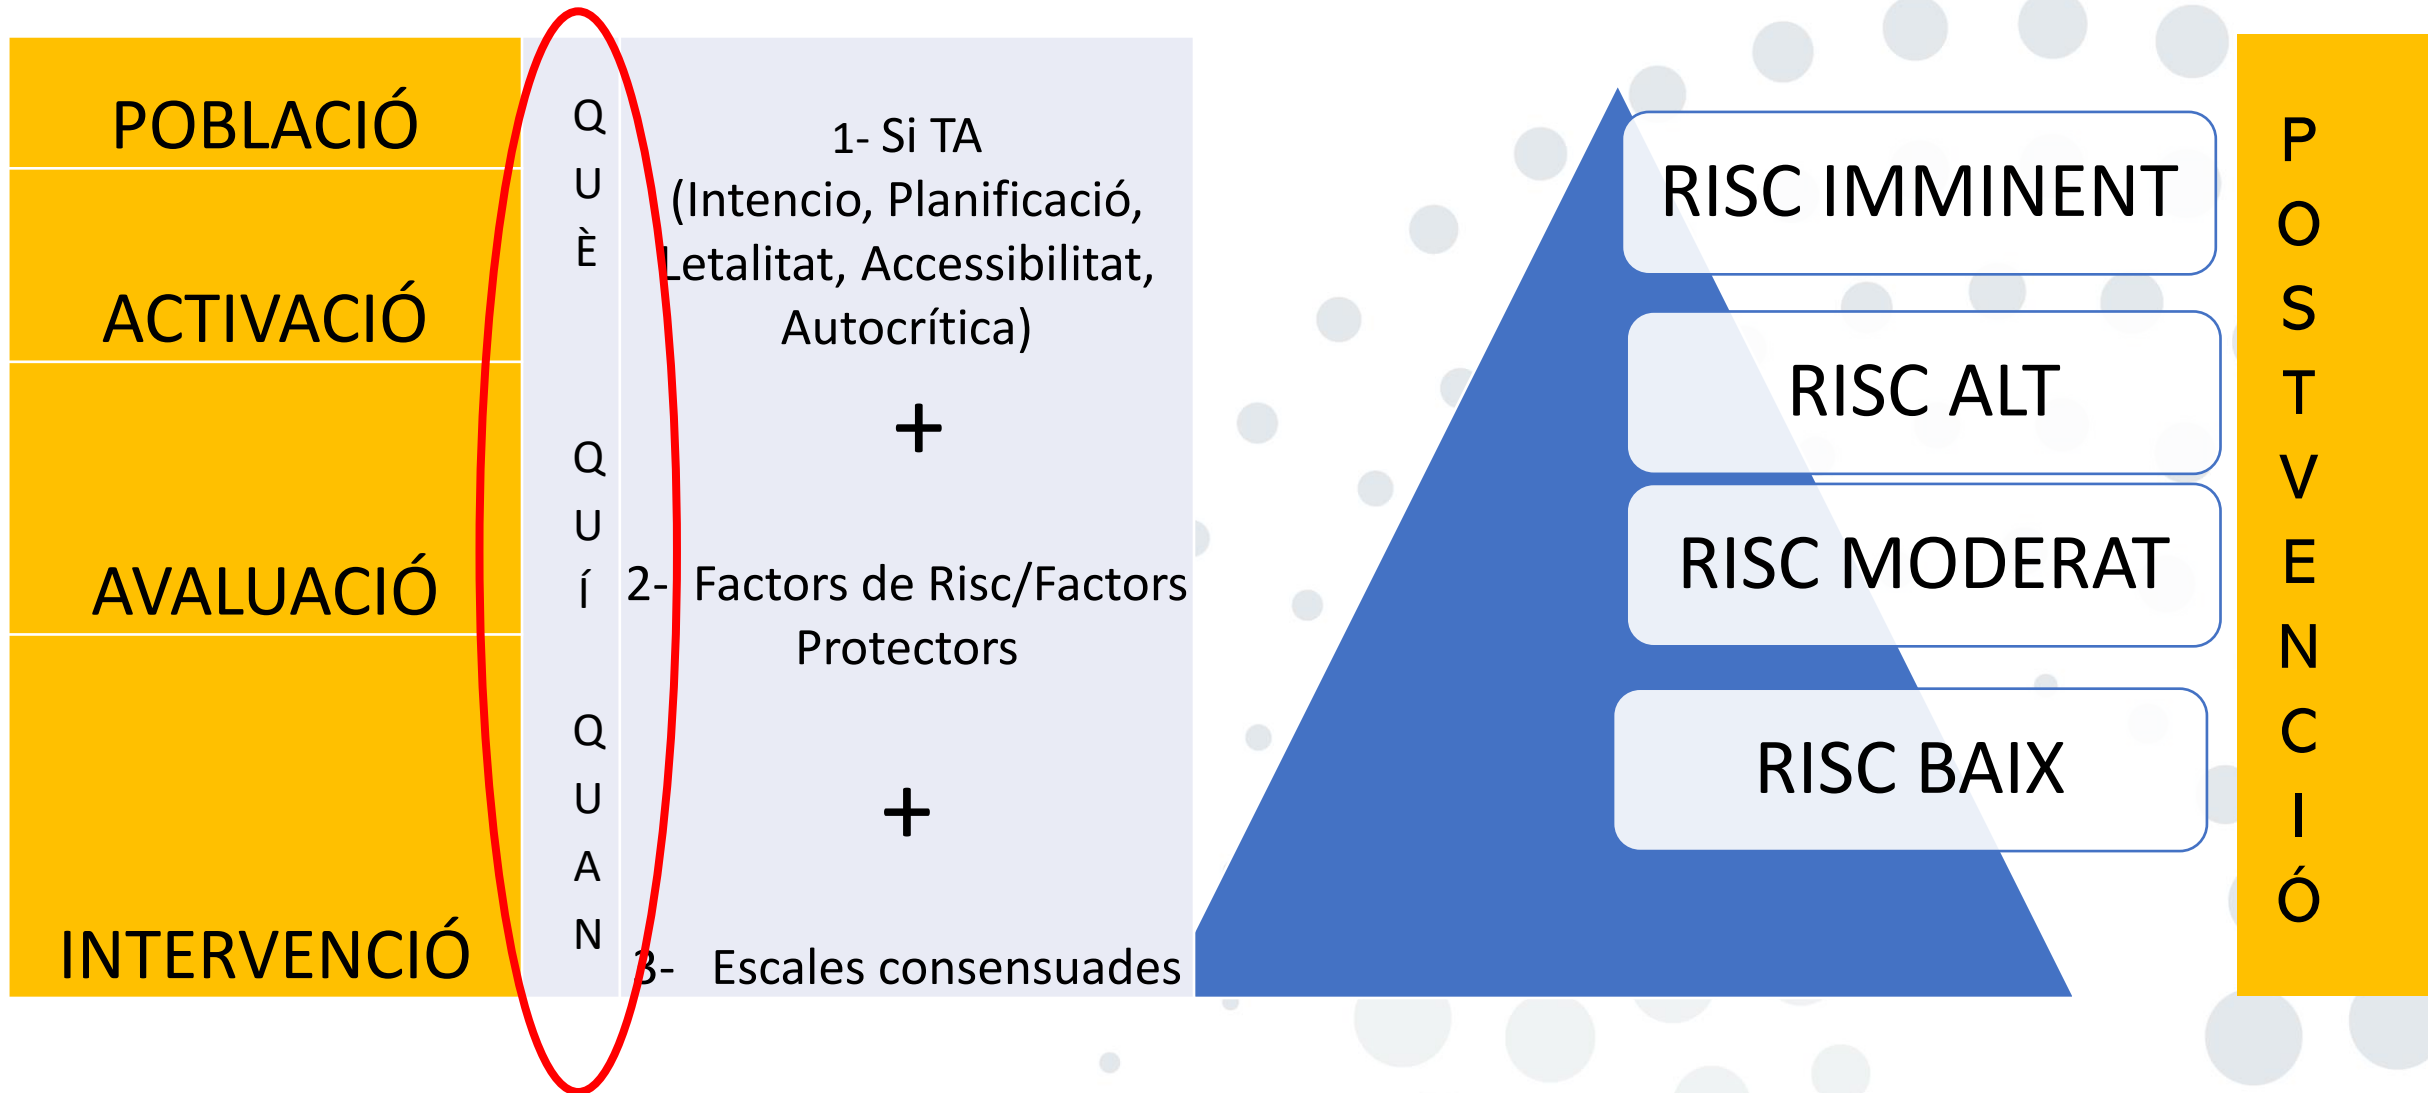 POBLACIÓ
ACTIVACIÓ
AVALUACIÓ
INTERVENCIÓ
Q
U
È
Q
U
Í
Q
U
A
N
1- Si TA
(Intencio, Planificació,
Letalitat, Accessibilitat,
Autocrítica)
+
2- Factors de Risc/Factors
Protectors
+
3- Escales consensuades
RISC IMMINENT
RISC ALT
RISC MODERAT
RISC BAIX
P
O
S
T
V
E
N
C
I
Ó